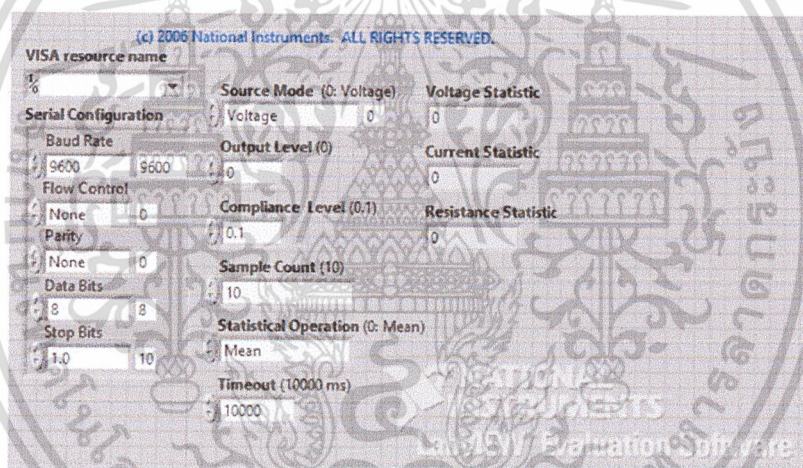 (c) 2006 National Instruments. ALL RIGHTS RESERVED.
VISA resource name
Serial Configuration
Baud Rate
9600 9600
Flow Control
None 0
Parity
None 0
Data Bits
8 8
Stop Bits
1.0 10
Source Mode (0: Voltage)
Voltage 0
Output Level (0)
0
Compliance Level (0.1)
0.1
Sample Count (10)
10
Statistical Operation (0: Mean)
Mean
Timeout (10000 ms)
10000
Voltage Statistic
0
Current Statistic
0
Resistance Statistic
0
NATIONAL
INSTRUMENTS
LabVIEW Evaluation Software